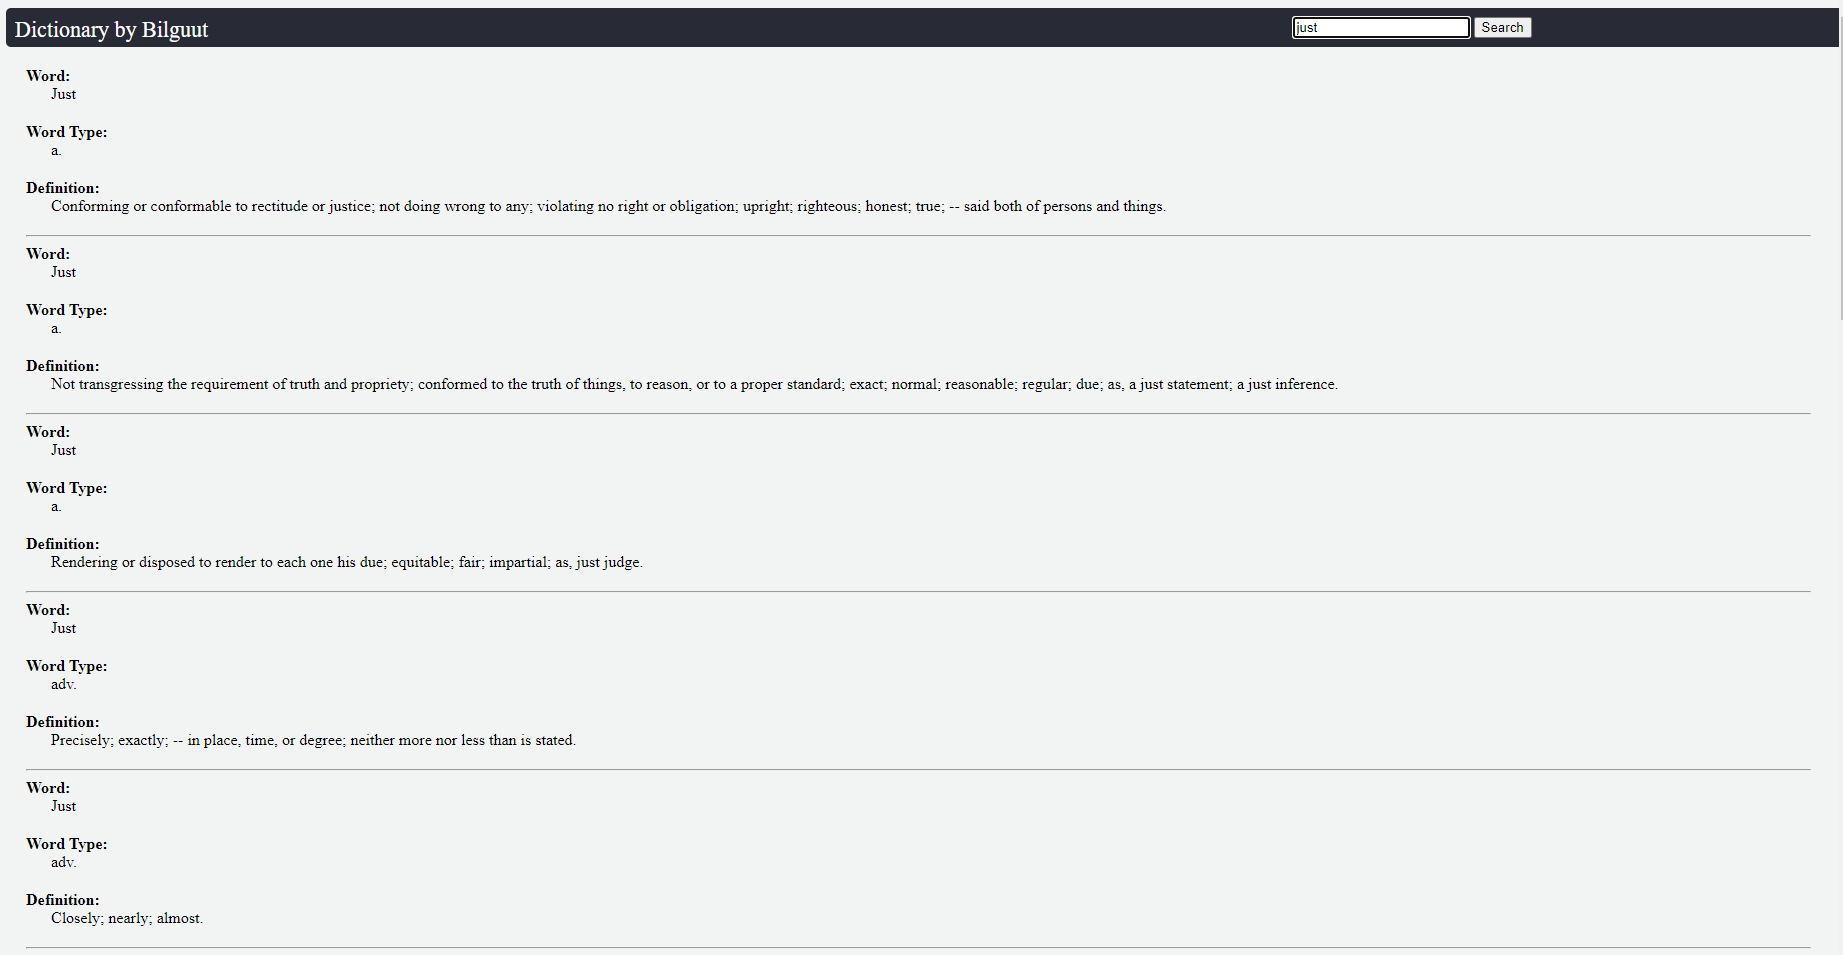 Dictionary by Bilguut
just
Search
Word:
Just
Word Type:
a.
Definition:
Conforming or conformable to rectitude or justice; not doing wrong to any; violating no right or obligation; upright; righteous; honest; true; -- said both of persons and things.
Word:
Just
Word Type:
a.
Definition:
Not transgressing the requirement of truth and propriety; conformed to the truth of things, to reason, or to a proper standard; exact; normal; reasonable; regular; due; as, a just statement; a just inference.
Word:
Just
Word Type:
a.
Definition:
Rendering or disposed to render to each one his due; equitable; fair; impartial; as, just judge.
Word:
Just
Word Type:
adv.
Definition:
Precisely; exactly; -- in place, time, or degree; neither more nor less than is stated.
Word:
Just
Word Type:
adv.
Definition:
Closely; nearly; almost.